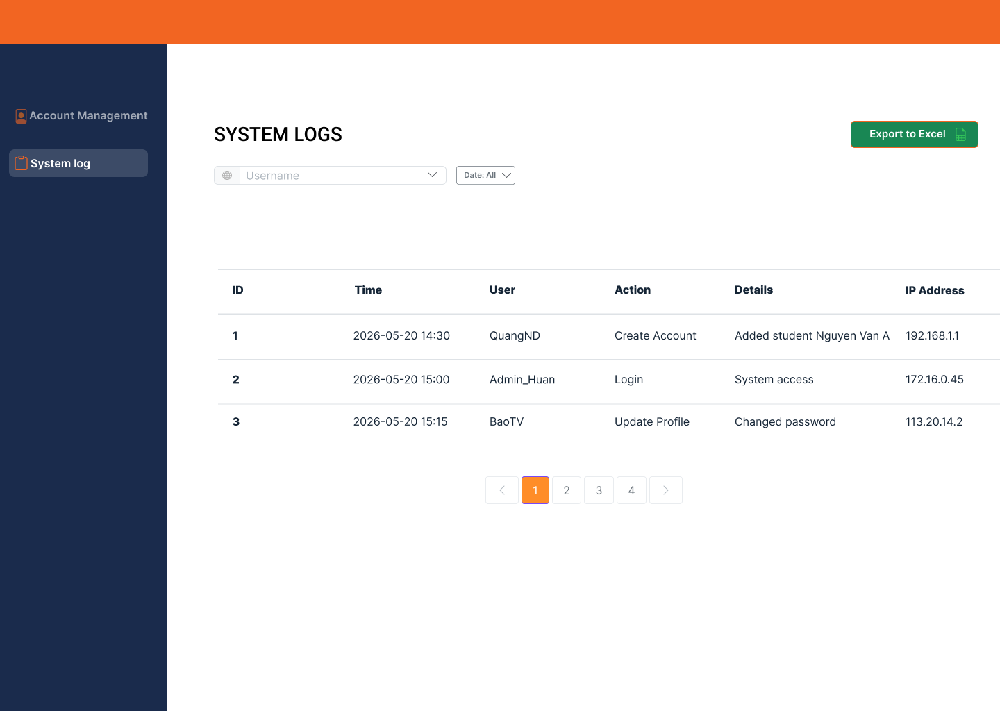 Account Management
System log
SYSTEM LOGS
Export to Excel
Username
Date: All
ID Time User Action Details IP Address
1 2026-05-20 14:30 QuangND Create Account Added student Nguyen Van A 192.168.1.1
2 2026-05-20 15:00 Admin_Huan Login System access 172.16.0.45
3 2026-05-20 15:15 BaoTV Update Profile Changed password 113.20.14.2
1 2 3 4